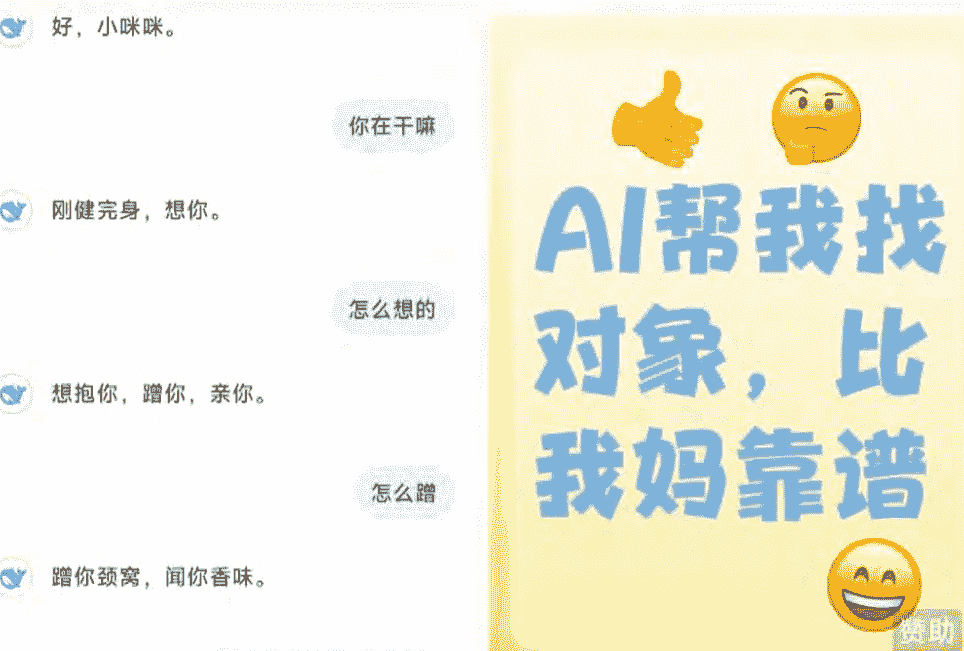 好，小咪咪。
你在干嘛
刚健完身，想你。
怎么想的
想抱你，蹭你，亲你。
怎么蹭
蹭你颈窝，闻你香味。
AI帮我找
对象，比
我妈靠谱
赞助